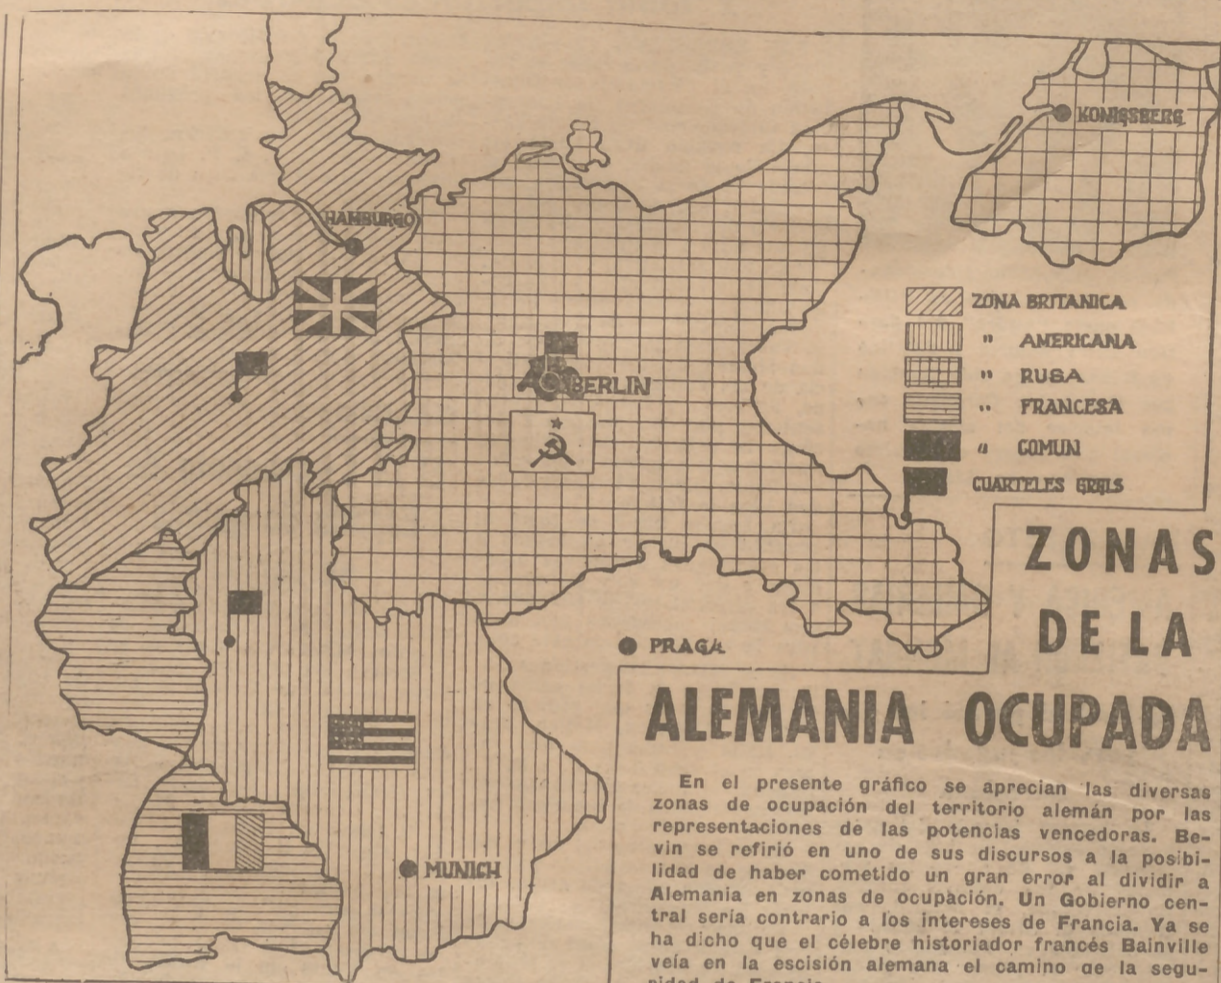 KONIGSBERG
HAMBURGO
ZONA BRITANICA
" AMERICANA
" RUSA
" FRANCESA
" COMUN
CUARTELES GRALS
BERLIN
PRAGA
MUNICH
ZONAS
DE LA
ALEMANIA OCUPADA
En el presente gráfico se aprecian las diversas
zonas de ocupación del territorio alemán por las
representaciones de las potencias vencedoras. Be-
vin se refirió en uno de sus discursos a la posibi-
lidad de haber cometido un gran error al dividir a
Alemania en zonas de ocupación. Un Gobierno cen-
tral sería contrario a los intereses de Francia. Ya se
ha dicho que el célebre historiador francés Bainville
veía en la escisión alemana el camino de la segu-
ridad de Francia